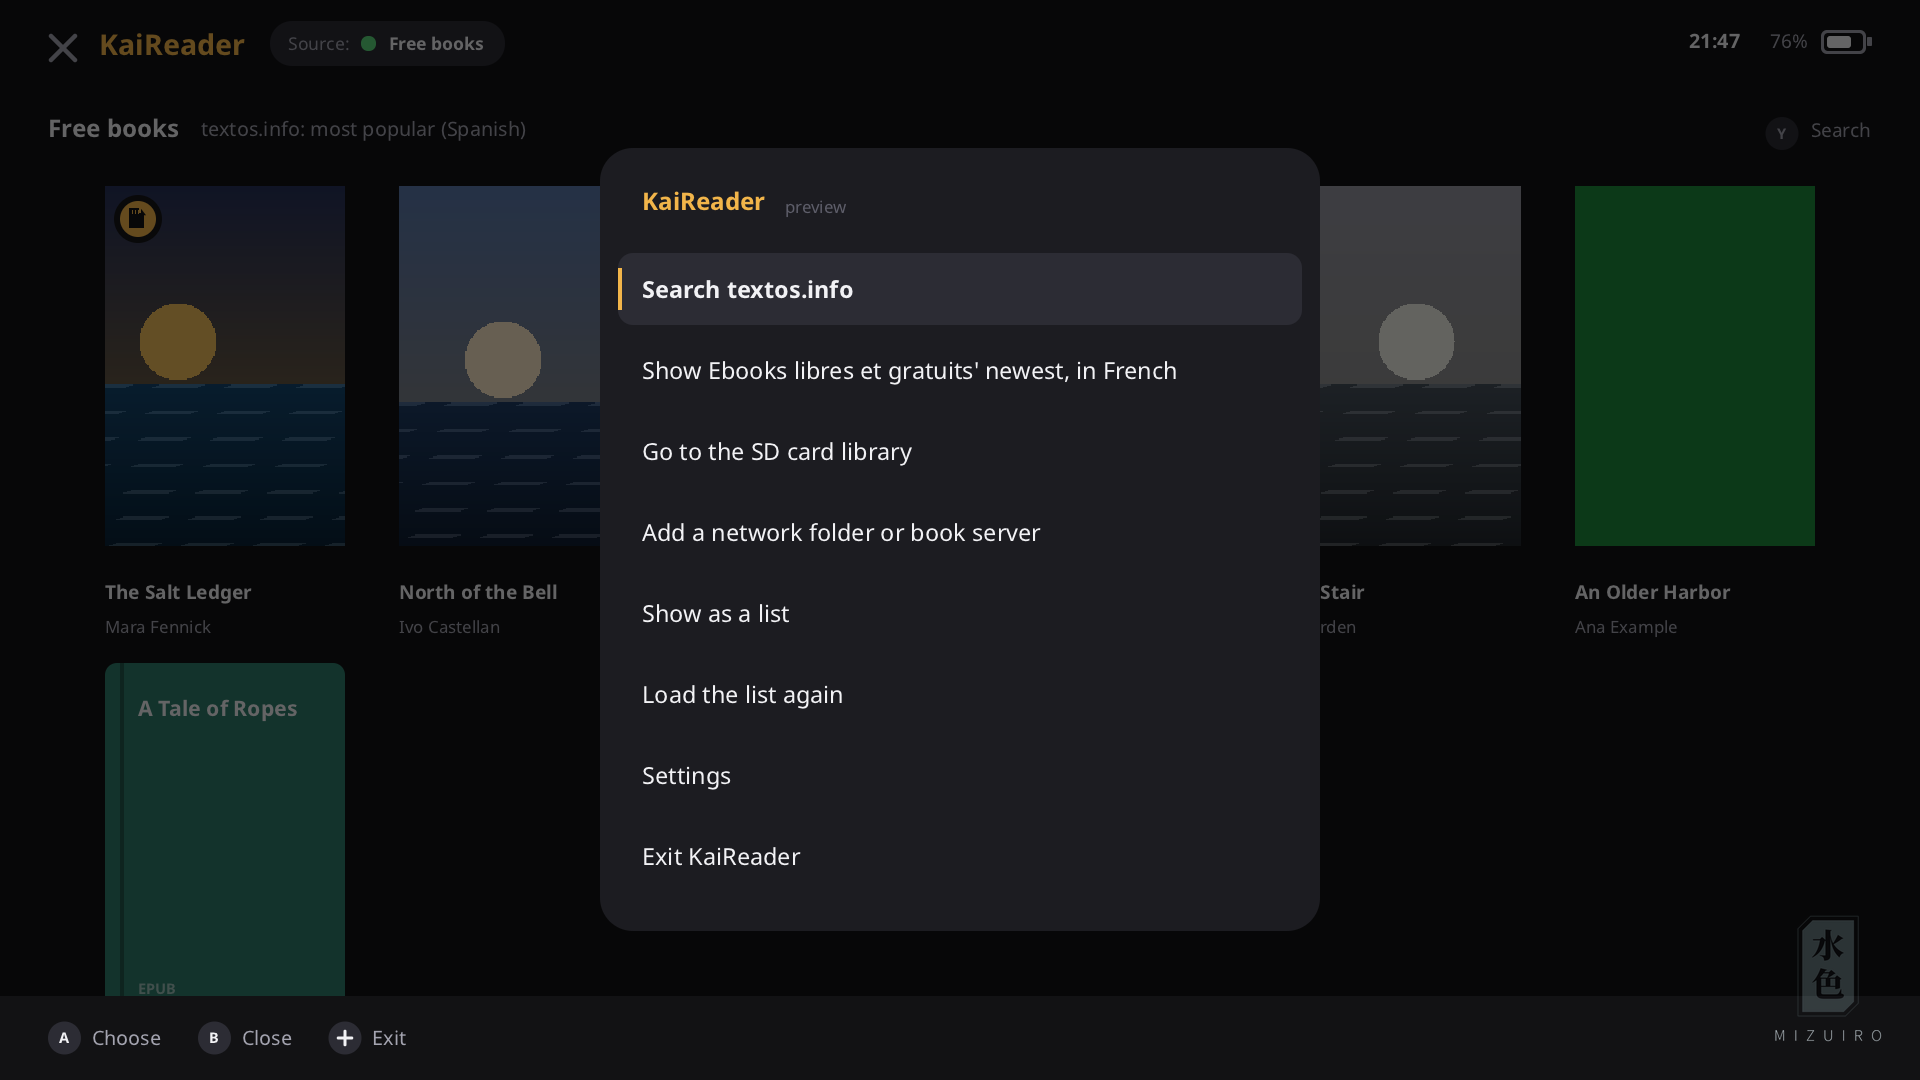 KaiReader
Source: Free books
21:47
76%
Free books
textos.info: most popular (Spanish)
Y Search
KaiReader preview
Search textos.info
Show Ebooks libres et gratuits' newest, in French
Go to the SD card library
Add a network folder or book server
Show as a list
Load the list again
Settings
Exit KaiReader
The Salt Ledger
Mara Fennick
North of the Bell
Ivo Castellan
Stair
rden
An Older Harbor
Ana Example
A Tale of Ropes
EPUB
A Choose
B Close
Exit
水色
MIZUIRO